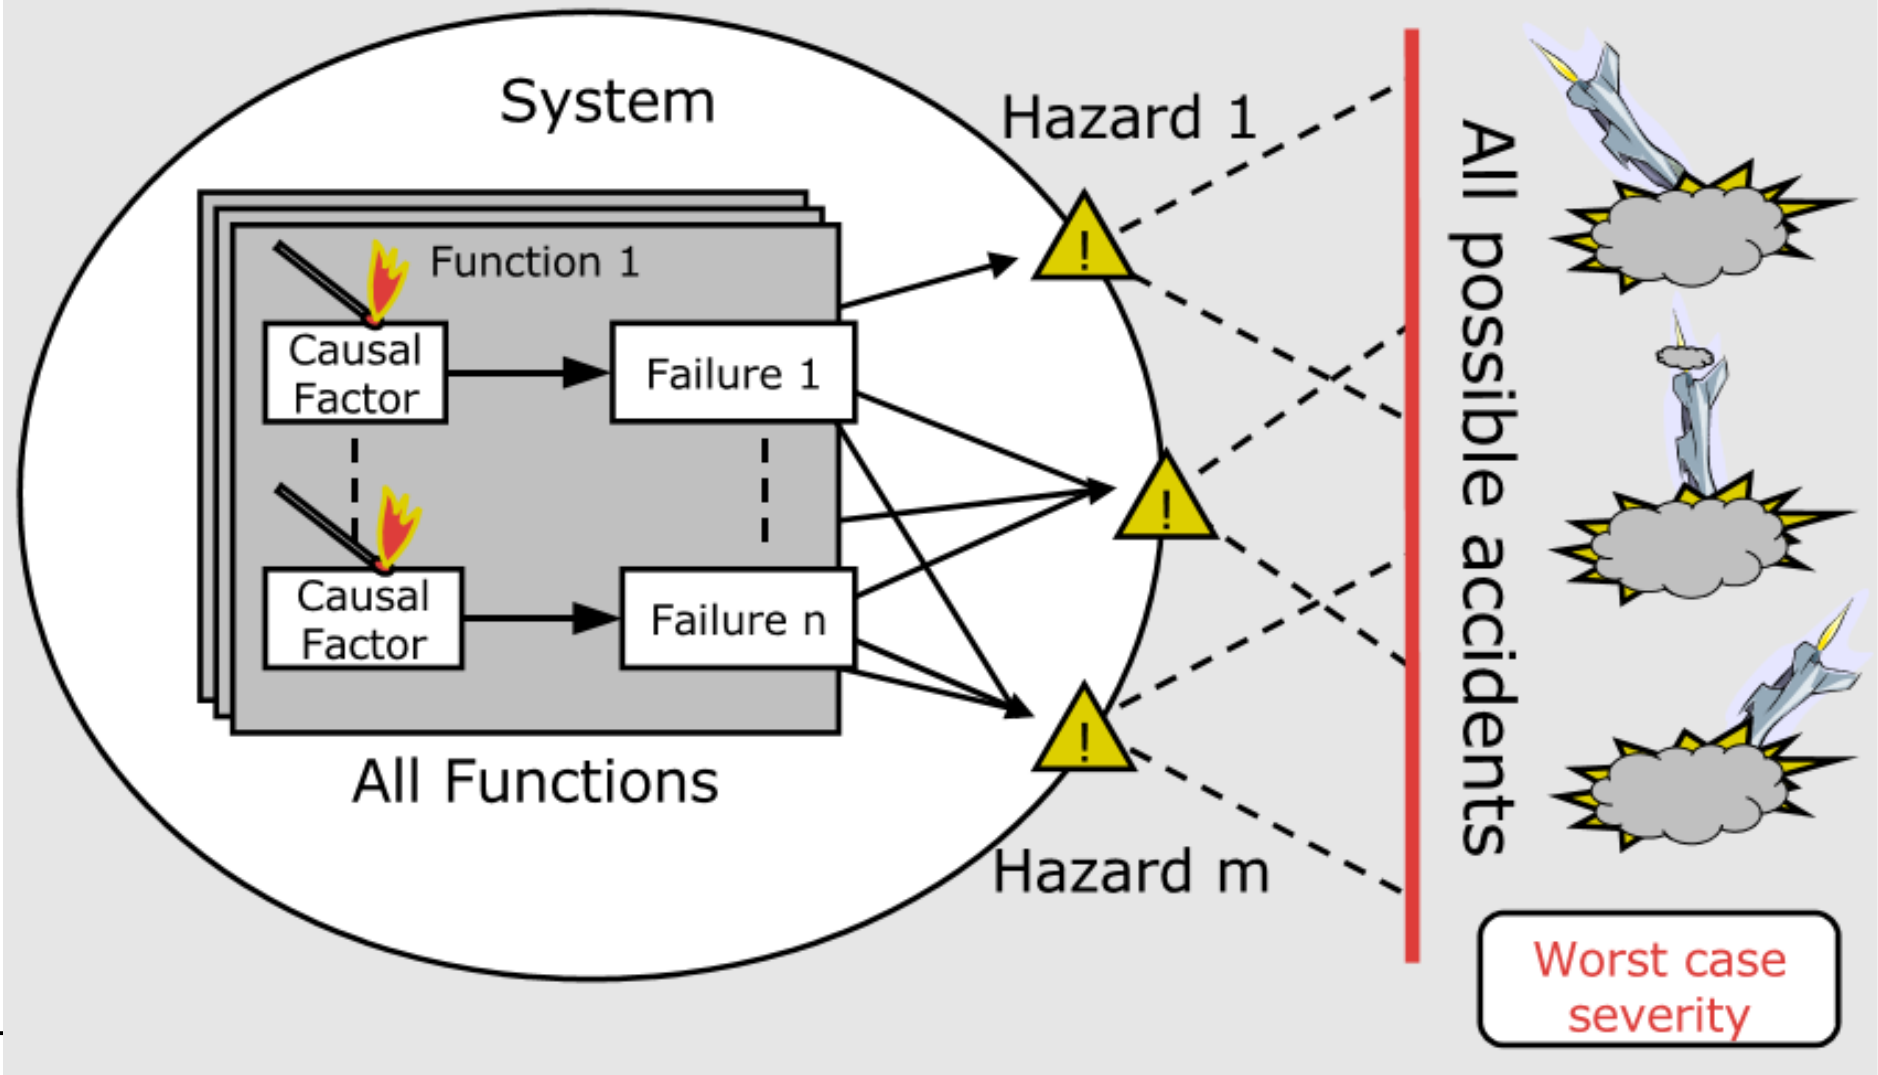 System
Hazard 1
!
Function 1
Causal
Factor
Failure 1
!
Causal
Factor
Failure n
!
All Functions
Hazard m
All possible accidents
Worst case
severity